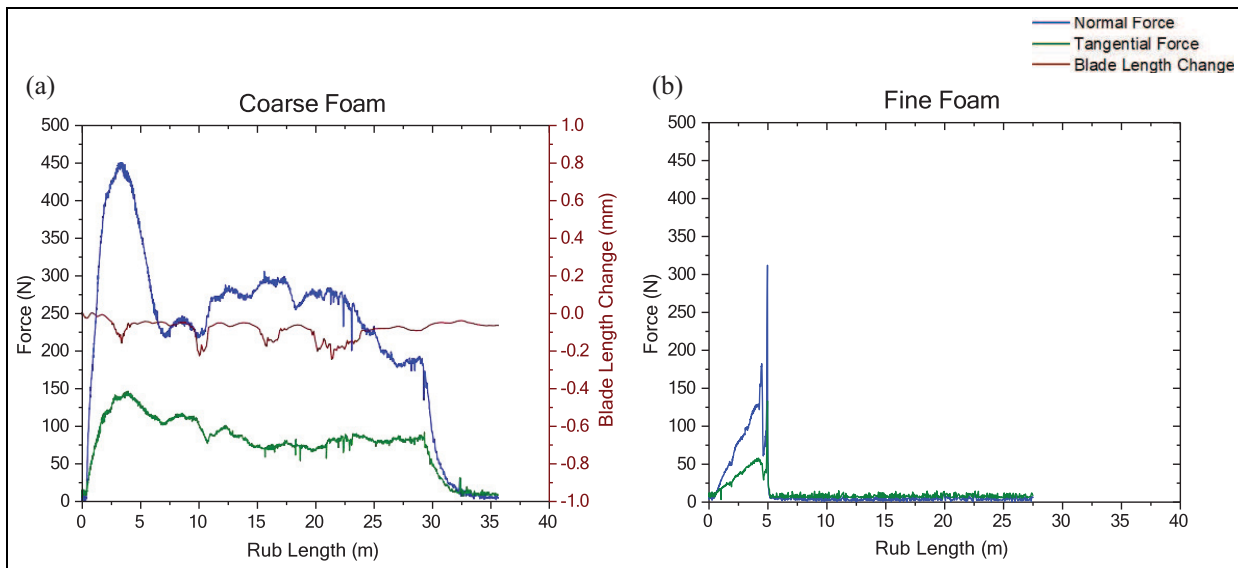 Normal Force
Tangential Force
Blade Length Change
(a)
Coarse Foam
500
450
400
350
300
250
200
150
100
50
0
Force (N)
1.0
0.8
0.6
0.4
0.2
0.0
-0.2
-0.4
-0.6
-0.8
-1.0
Blade Length Change (mm)
0 5 10 15 20 25 30 35 40
Rub Length (m)
(b)
Fine Foam
500
450
400
350
300
250
200
150
100
50
0
Force (N)
0 5 10 15 20 25 30 35 40
Rub Length (m)